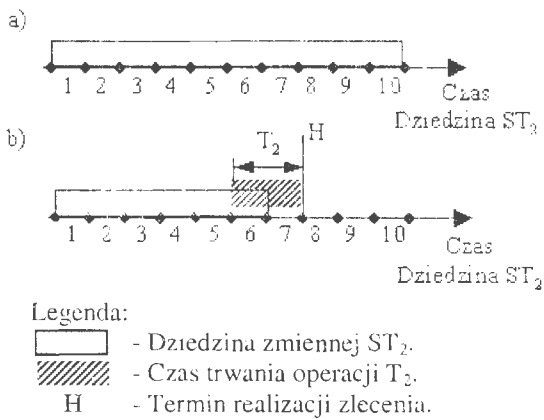 a)
1 2 3 4 5 6 7 8 9 10
Czas
Dziedzina ST₂
b)
T₂
H
1 2 3 4 5 6 7 8 9 10
Czas
Dziedzina ST₂
Legenda:
- Dziedzina zmiennej ST₂.
- Czas trwania operacji T₂.
H - Termin realizacji zlecenia.